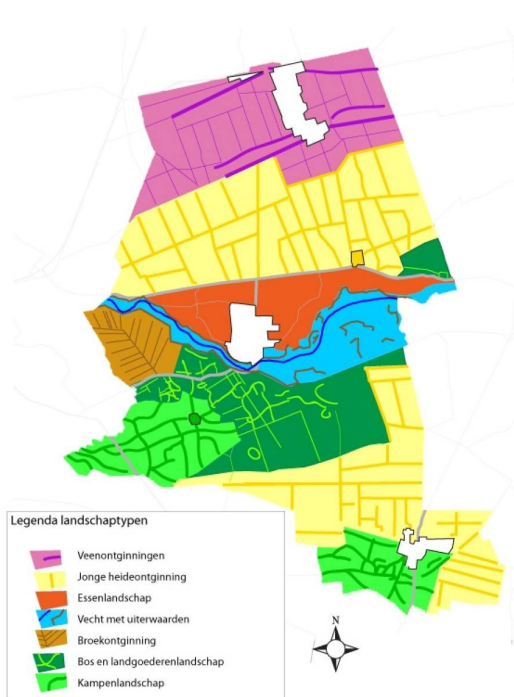 Legenda landschaptypen
Veenontginningen
Jonge heideontginning
Essenlandschap
Vecht met uiterwaarden
Broekontginning
Bos en landgoederenlandschap
Kampenlandschap
N